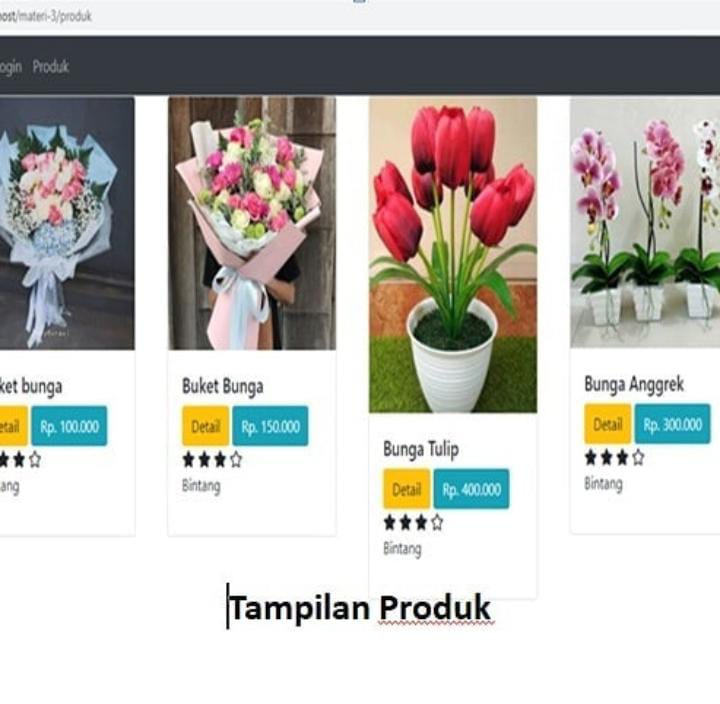 ost/materi-3/produk
ogin Produk
ket bunga
etail Rp. 100.000
ang
Buket Bunga
Detail Rp. 150.000
Bintang
Bunga Tulip
Detail Rp. 400.000
Bintang
Bunga Anggrek
Detail Rp. 300.000
Bintang
Tampilan Produk